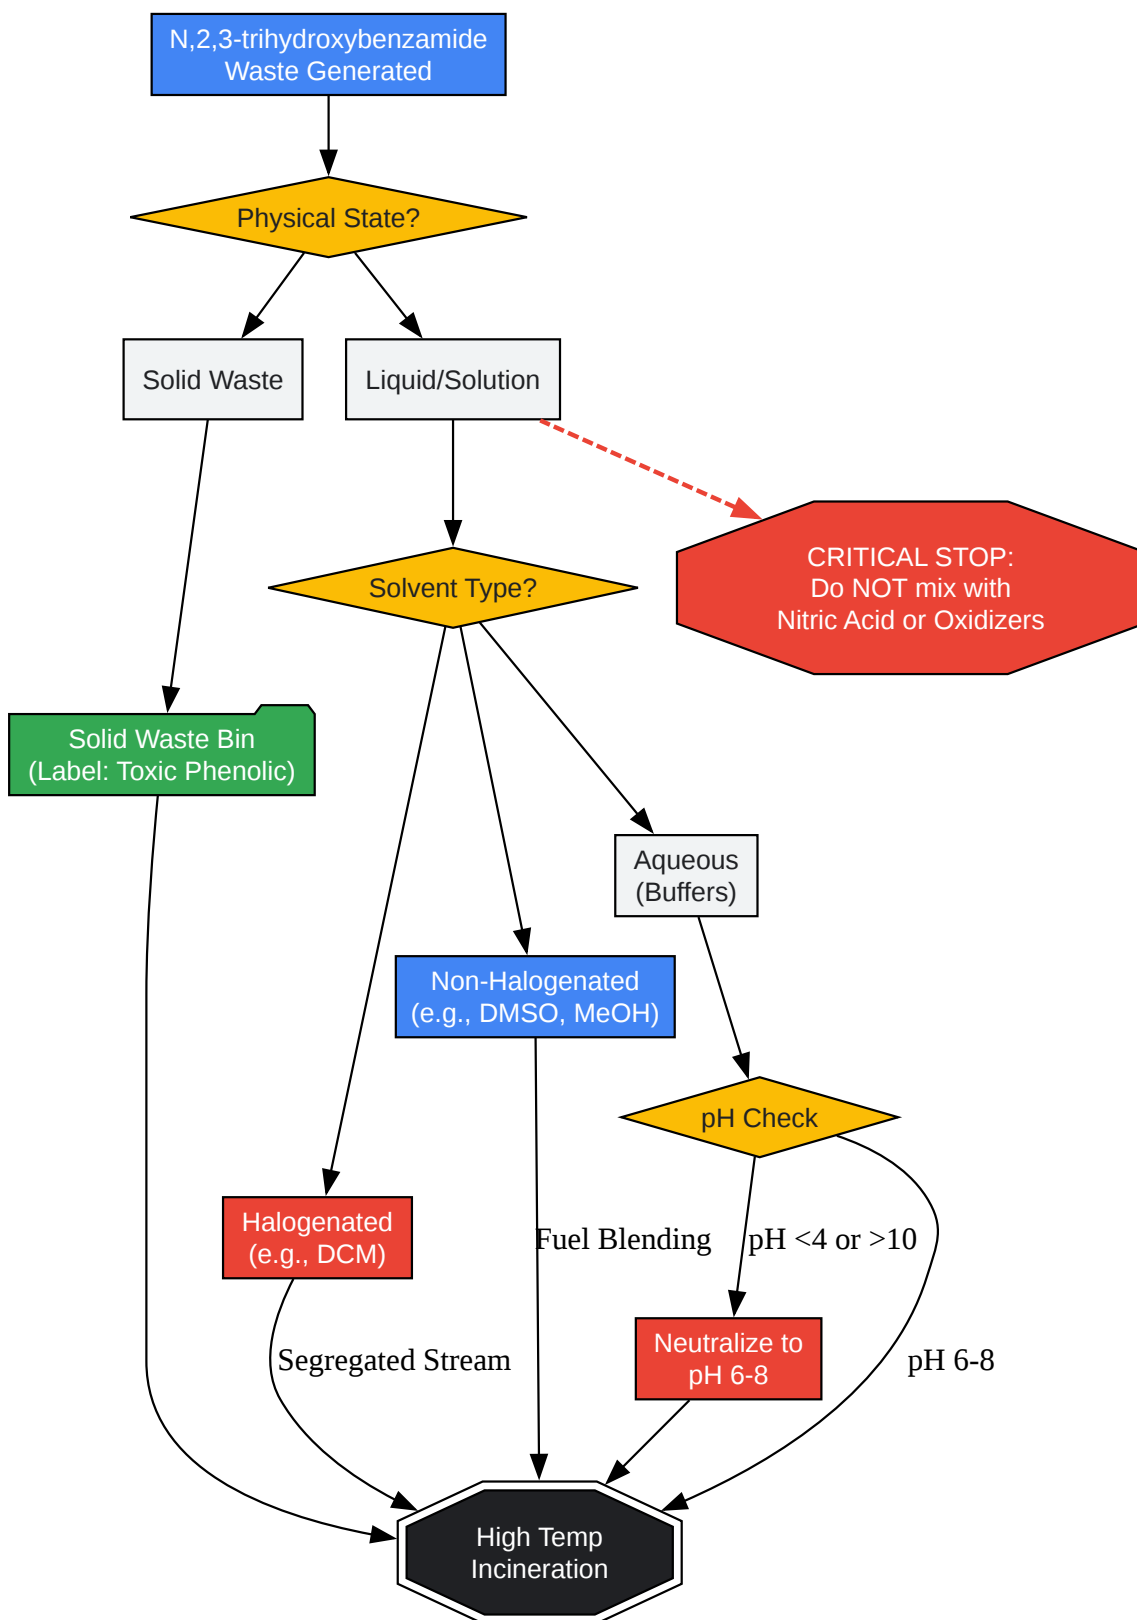 N,2,3-trihydroxybenzamide
Waste Generated
Physical State?
Solid Waste
Liquid/Solution
CRITICAL STOP:
Do NOT mix with
Nitric Acid or Oxidizers
Solvent Type?
Solid Waste Bin
(Label: Toxic Phenolic)
Aqueous
(Buffers)
Non-Halogenated
(e.g., DMSO, MeOH)
pH Check
Halogenated
(e.g., DCM)
Fuel Blending
pH <4 or >10
Segregated Stream
Neutralize to
pH 6-8
pH 6-8
High Temp
Incineration